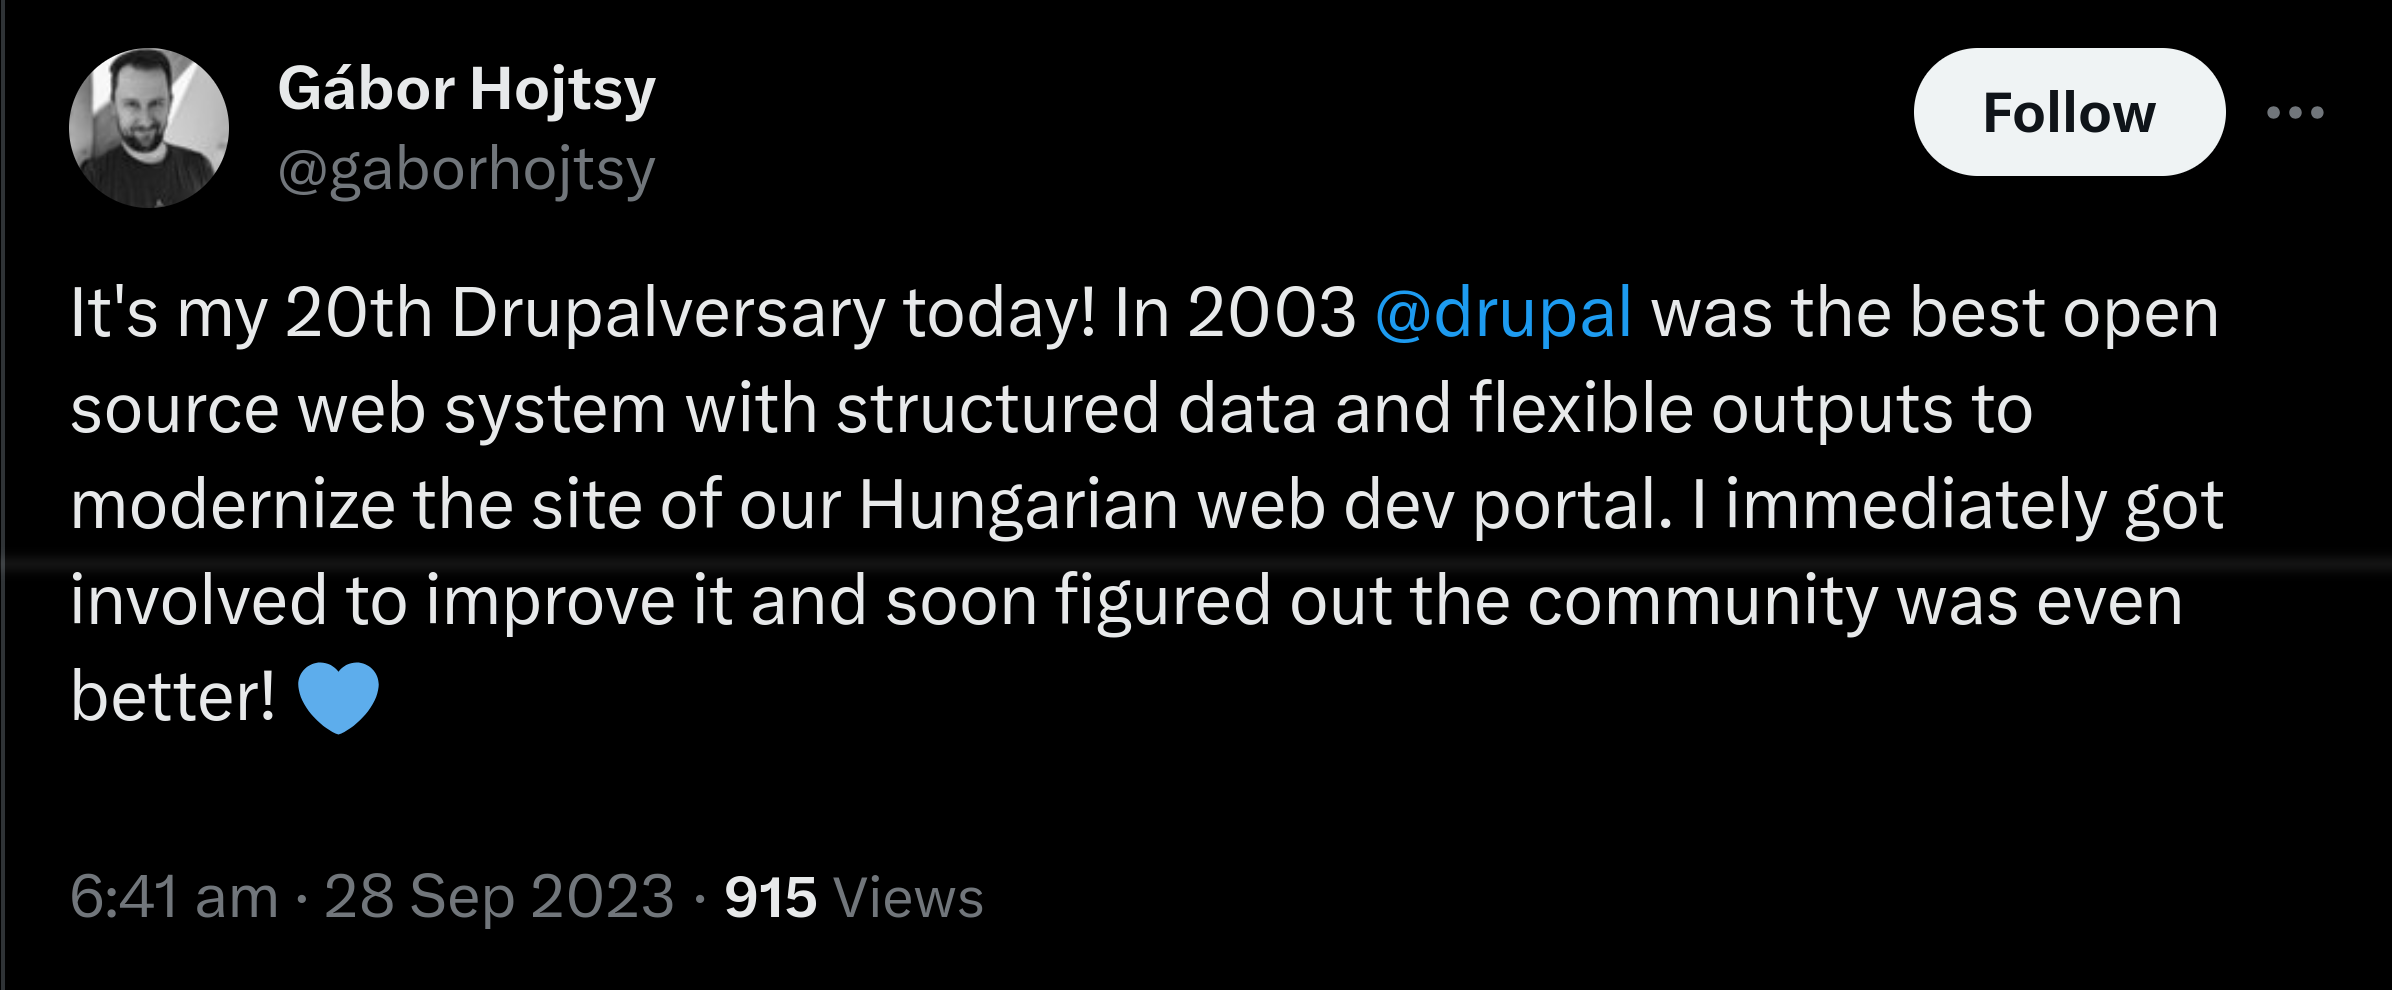 Gábor Hojtsy
@gaborhojtsy
Follow
It's my 20th Drupalversary today! In 2003 @drupal was the best open
source web system with structured data and flexible outputs to
modernize the site of our Hungarian web dev portal. I immediately got
involved to improve it and soon figured out the community was even
better! 💙
6:41 am · 28 Sep 2023 · 915 Views